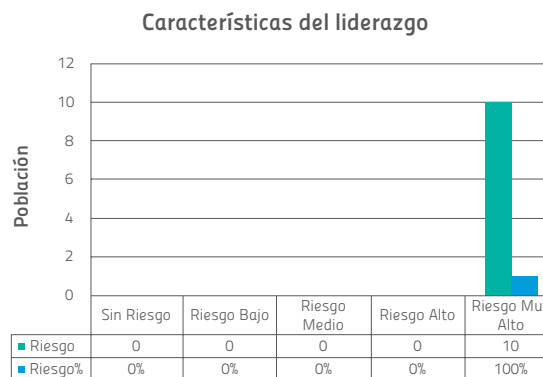 Características del liderazgo
12
10
8
6
4
2
0
Población
Sin Riesgo Riesgo Bajo Riesgo Medio Riesgo Alto Riesgo Mu Alto
Riesgo 0 0 0 0 10
Riesgo% 0% 0% 0% 0% 100%